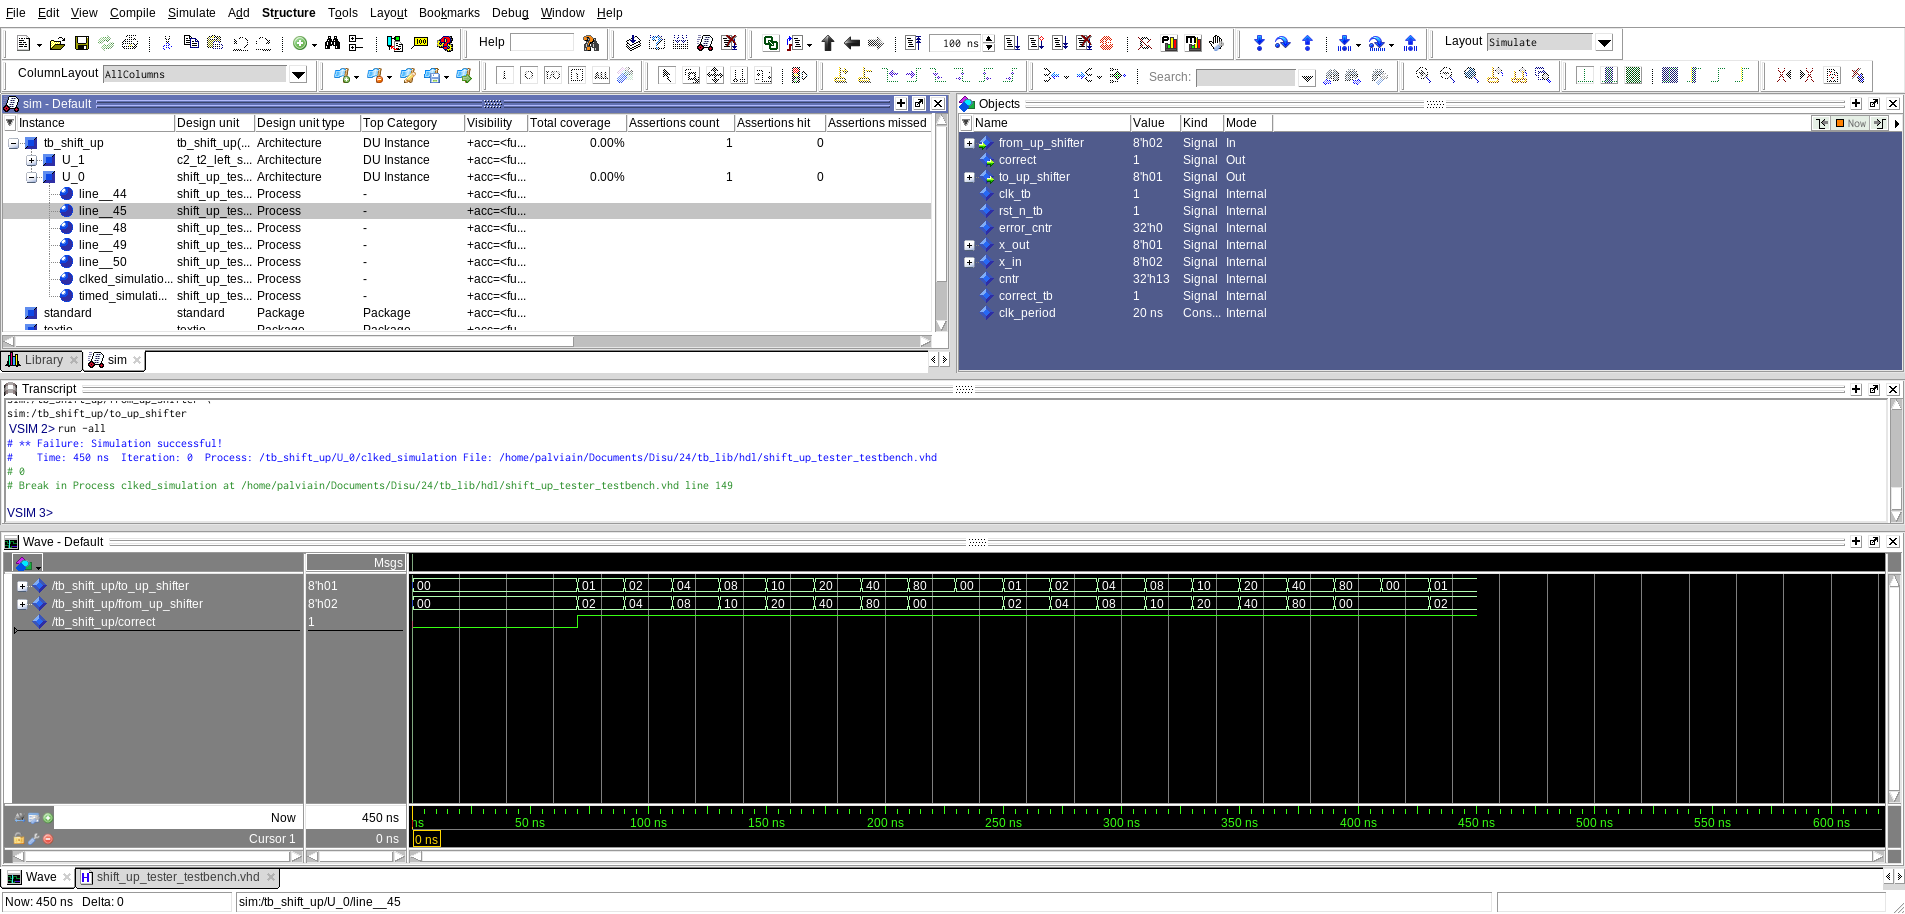 File Edit View Compile Simulate Add Structure Tools Layout Bookmarks Debug Window Help
Help 100 ns Layout Simulate
ColumnLayout AllColumns ALL Search:
sim - Default
Instance Design unit Design unit type Top Category Visibility Total coverage Assertions count Assertions hit Assertions missed
tb_shift_up tb_shift_up(... Architecture DU Instance +acc=<fu... 0.00% 1 0
U_1 c2_t2_left_s... Architecture DU Instance +acc=<fu...
U_0 shift_up_tes... Architecture DU Instance +acc=<fu... 0.00% 1 0
line__44 shift_up_tes... Process - +acc=<fu...
line__45 shift_up_tes... Process - +acc=<fu...
line__48 shift_up_tes... Process - +acc=<fu...
line__49 shift_up_tes... Process - +acc=<fu...
line__50 shift_up_tes... Process - +acc=<fu...
clked_simulatio... shift_up_tes... Process - +acc=<fu...
timed_simulati... shift_up_tes... Process - +acc=<fu...
standard standard Package Package +acc=<fu...
textio textio Package Package +acc=<fu...
Library sim
Objects
Name Value Kind Mode Now
from_up_shifter 8'h02 Signal In
correct 1 Signal Out
to_up_shifter 8'h01 Signal Out
clk_tb 1 Signal Internal
rst_n_tb 1 Signal Internal
error_cntr 32'h0 Signal Internal
x_out 8'h01 Signal Internal
x_in 8'h02 Signal Internal
cntr 32'h13 Signal Internal
correct_tb 1 Signal Internal
clk_period 20 ns Cons... Internal
Transcript
sim:/tb_shift_up/from_up_shifter \
sim:/tb_shift_up/to_up_shifter
VSIM 2> run -all
# ** Failure: Simulation successful!
# Time: 450 ns Iteration: 0 Process: /tb_shift_up/U_0/clked_simulation File: /home/palviain/Documents/Disu/24/tb_lib/hdl/shift_up_tester_testbench.vhd
# 0
# Break in Process clked_simulation at /home/palviain/Documents/Disu/24/tb_lib/hdl/shift_up_tester_testbench.vhd line 149
VSIM 3>
Wave - Default
Msgs
/tb_shift_up/to_up_shifter 8'h01 00 01 02 04 08 10 20 40 80 00 01 02 04 08 10 20 40 80 00 01
/tb_shift_up/from_up_shifter 8'h02 00 02 04 08 10 20 40 80 00 02 04 08 10 20 40 80 00 02
/tb_shift_up/correct 1
Now 450 ns ns 50 ns 100 ns 150 ns 200 ns 250 ns 300 ns 350 ns 400 ns 450 ns 500 ns 550 ns 600 ns
Cursor 1 0 ns 0 ns
Wave shift_up_tester_testbench.vhd
Now: 450 ns Delta: 0 sim:/tb_shift_up/U_0/line__45